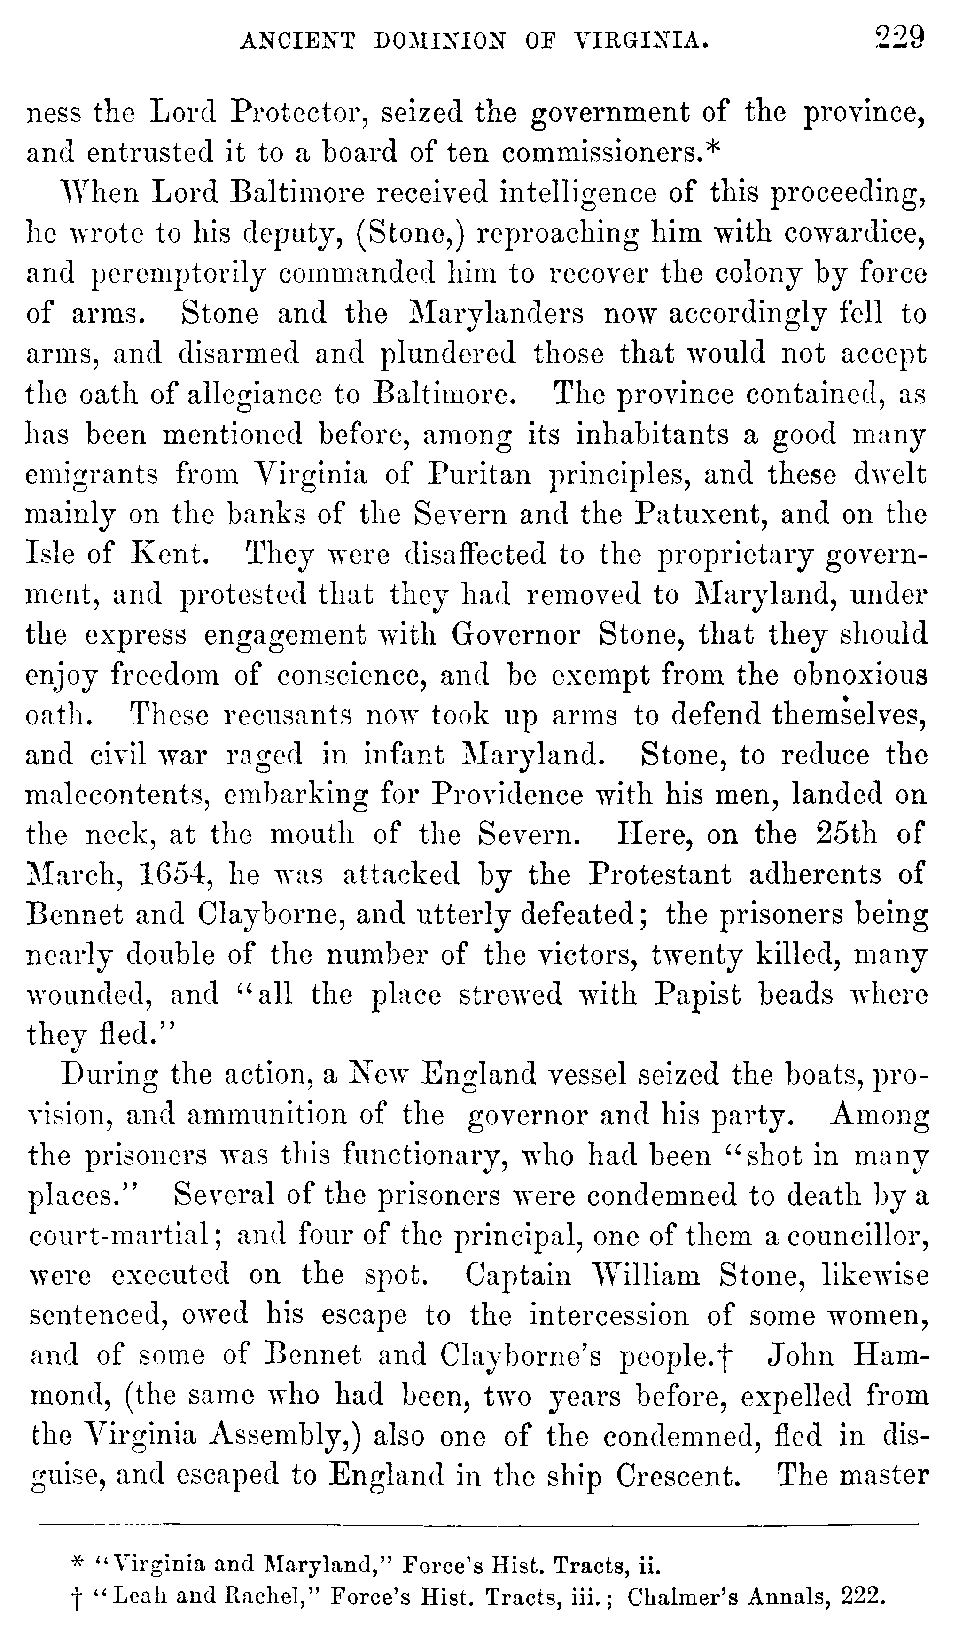 ANCIENT DOMINION OF VIRGINIA. 229
ness the Lord Protector, seized the government of the province,
and entrusted it to a board of ten commissioners.*
When Lord Baltimore received intelligence of this proceeding,
he wrote to his deputy, (Stone,) reproaching him with cowardice,
and peremptorily commanded him to recover the colony by force
of arms. Stone and the Marylanders now accordingly fell to
arms, and disarmed and plundered those that would not accept
the oath of allegiance to Baltimore. The province contained, as
has been mentioned before, among its inhabitants a good many
emigrants from Virginia of Puritan principles, and these dwelt
mainly on the banks of the Severn and the Patuxent, and on the
Isle of Kent. They were disaffected to the proprietary govern-
ment, and protested that they had removed to Maryland, under
the express engagement with Governor Stone, that they should
enjoy freedom of conscience, and be exempt from the obnoxious
oath. These recusants now took up arms to defend themselves,
and civil war raged in infant Maryland. Stone, to reduce the
malecontents, embarking for Providence with his men, landed on
the neck, at the mouth of the Severn. Here, on the 25th of
March, 1654, he was attacked by the Protestant adherents of
Bennet and Clayborne, and utterly defeated; the prisoners being
nearly double of the number of the victors, twenty killed, many
wounded, and "all the place strewed with Papist beads where
they fled."
During the action, a New England vessel seized the boats, pro-
vision, and ammunition of the governor and his party. Among
the prisoners was this functionary, who had been "shot in many
places." Several of the prisoners were condemned to death by a
court-martial; and four of the principal, one of them a councillor,
were executed on the spot. Captain William Stone, likewise
sentenced, owed his escape to the intercession of some women,
and of some of Bennet and Clayborne's people.† John Ham-
mond, (the same who had been, two years before, expelled from
the Virginia Assembly,) also one of the condemned, fled in dis-
guise, and escaped to England in the ship Crescent. The master
* "Virginia and Maryland," Force's Hist. Tracts, ii.
† "Leah and Rachel," Force's Hist. Tracts, iii.; Chalmer's Annals, 222.